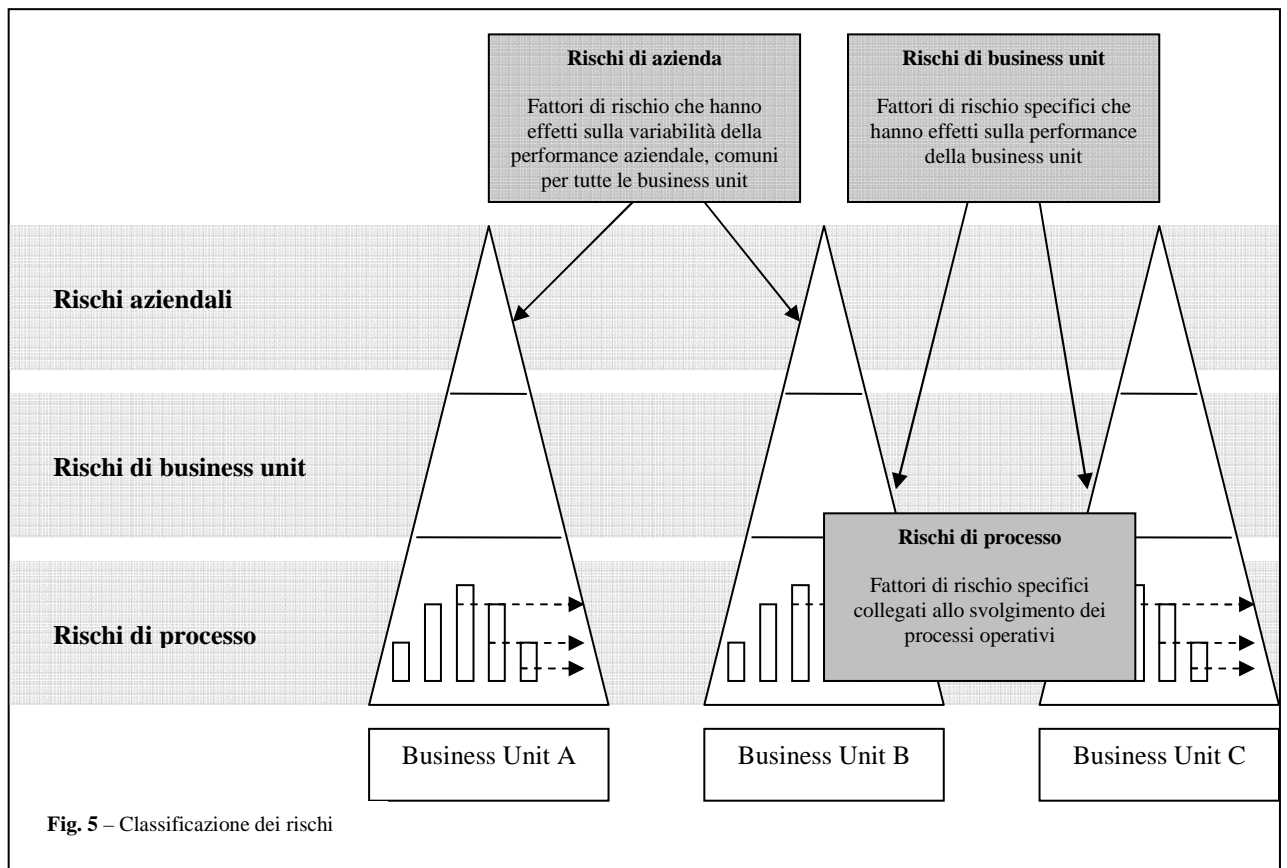 Rischi di azienda
Fattori di rischio che hanno
effetti sulla variabilità della
performance aziendale, comuni
per tutte le business unit
Rischi di business unit
Fattori di rischio specifici che
hanno effetti sulla performance
della business unit
Rischi aziendali
Rischi di business unit
Rischi di processo
Rischi di processo
Fattori di rischio specifici
collegati allo svolgimento dei
processi operativi
Business Unit A
Business Unit B
Business Unit C
Fig. 5 – Classificazione dei rischi